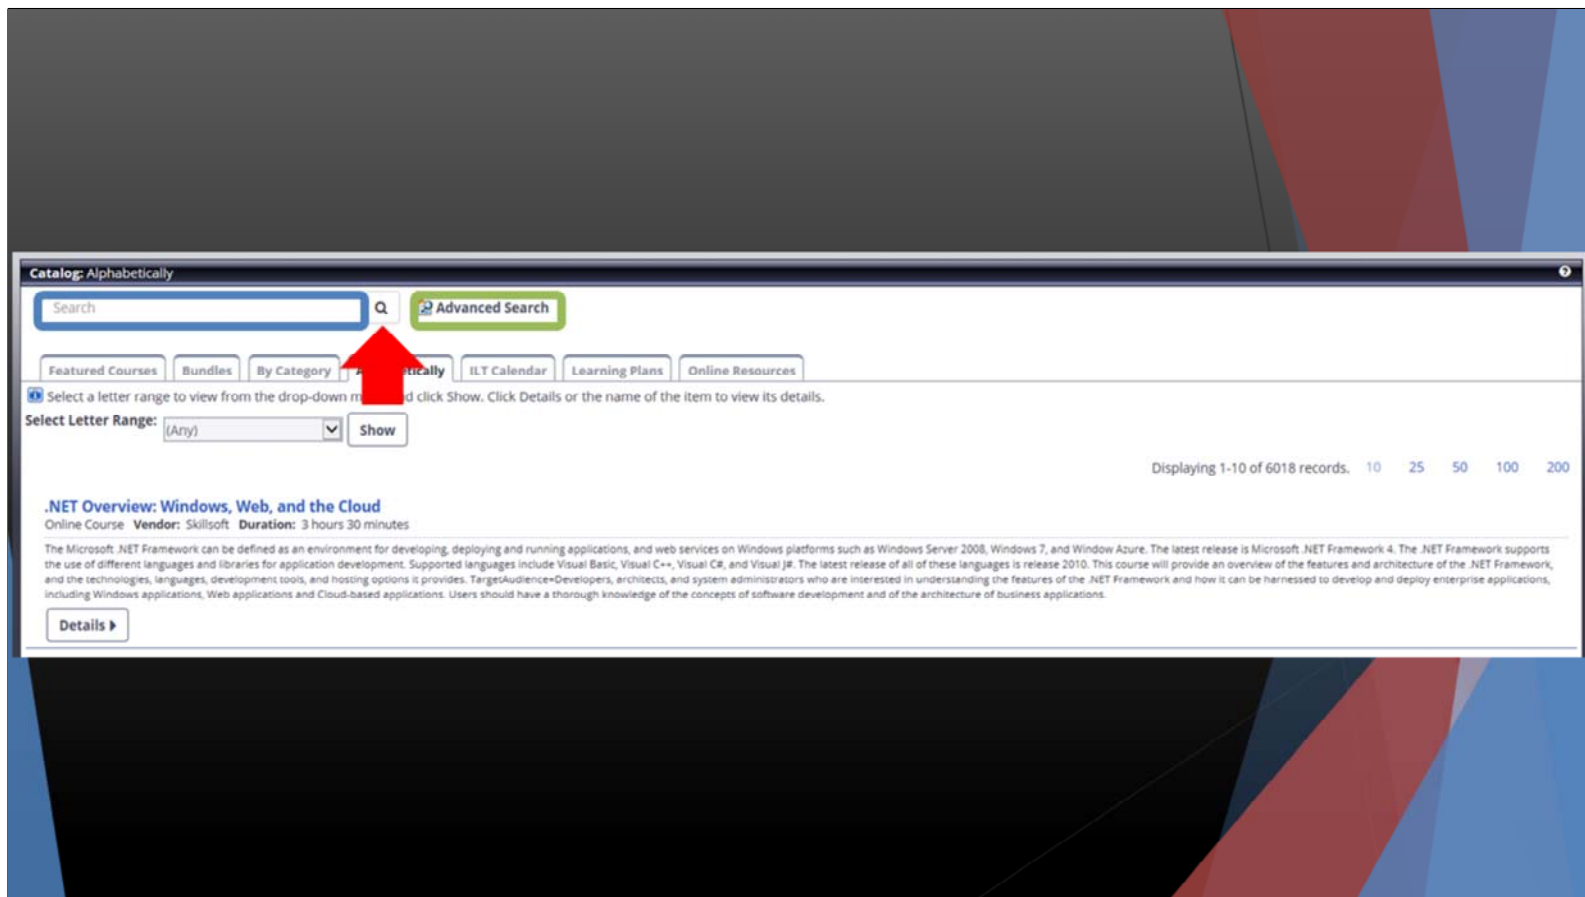 Catalog: Alphabetically
Search
Advanced Search
Featured Courses Bundles By Category ILT Calendar Learning Plans Online Resources
Select a letter range to view from the drop-down click Show. Click Details or the name of the item to view its details.
Select Letter Range: (Any) Show
Displaying 1-10 of 6018 records. 10 25 50 100 200
.NET Overview: Windows, Web, and the Cloud
Online Course Vendor: Skillsoft Duration: 3 hours 30 minutes
The Microsoft .NET Framework can be defined as an environment for developing, deploying and running applications, and web services on Windows platforms such as Windows Server 2008, Windows 7, and Window Azure. The latest release is Microsoft .NET Framework 4. The .NET Framework supports
the use of different languages and libraries for application development. Supported languages include Visual Basic, Visual C++, Visual C#, and Visual J#. The latest release of all of these languages is release 2010. This course will provide an overview of the features and architecture of the .NET Framework,
and the technologies, languages, development tools, and hosting options it provides. TargetAudience=Developers, architects, and system administrators who are interested in understanding the features of the .NET Framework and how it can be harnessed to develop and deploy enterprise applications,
including Windows applications, Web applications and Cloud-based applications. Users should have a thorough knowledge of the concepts of software development and of the architecture of business applications.
Details